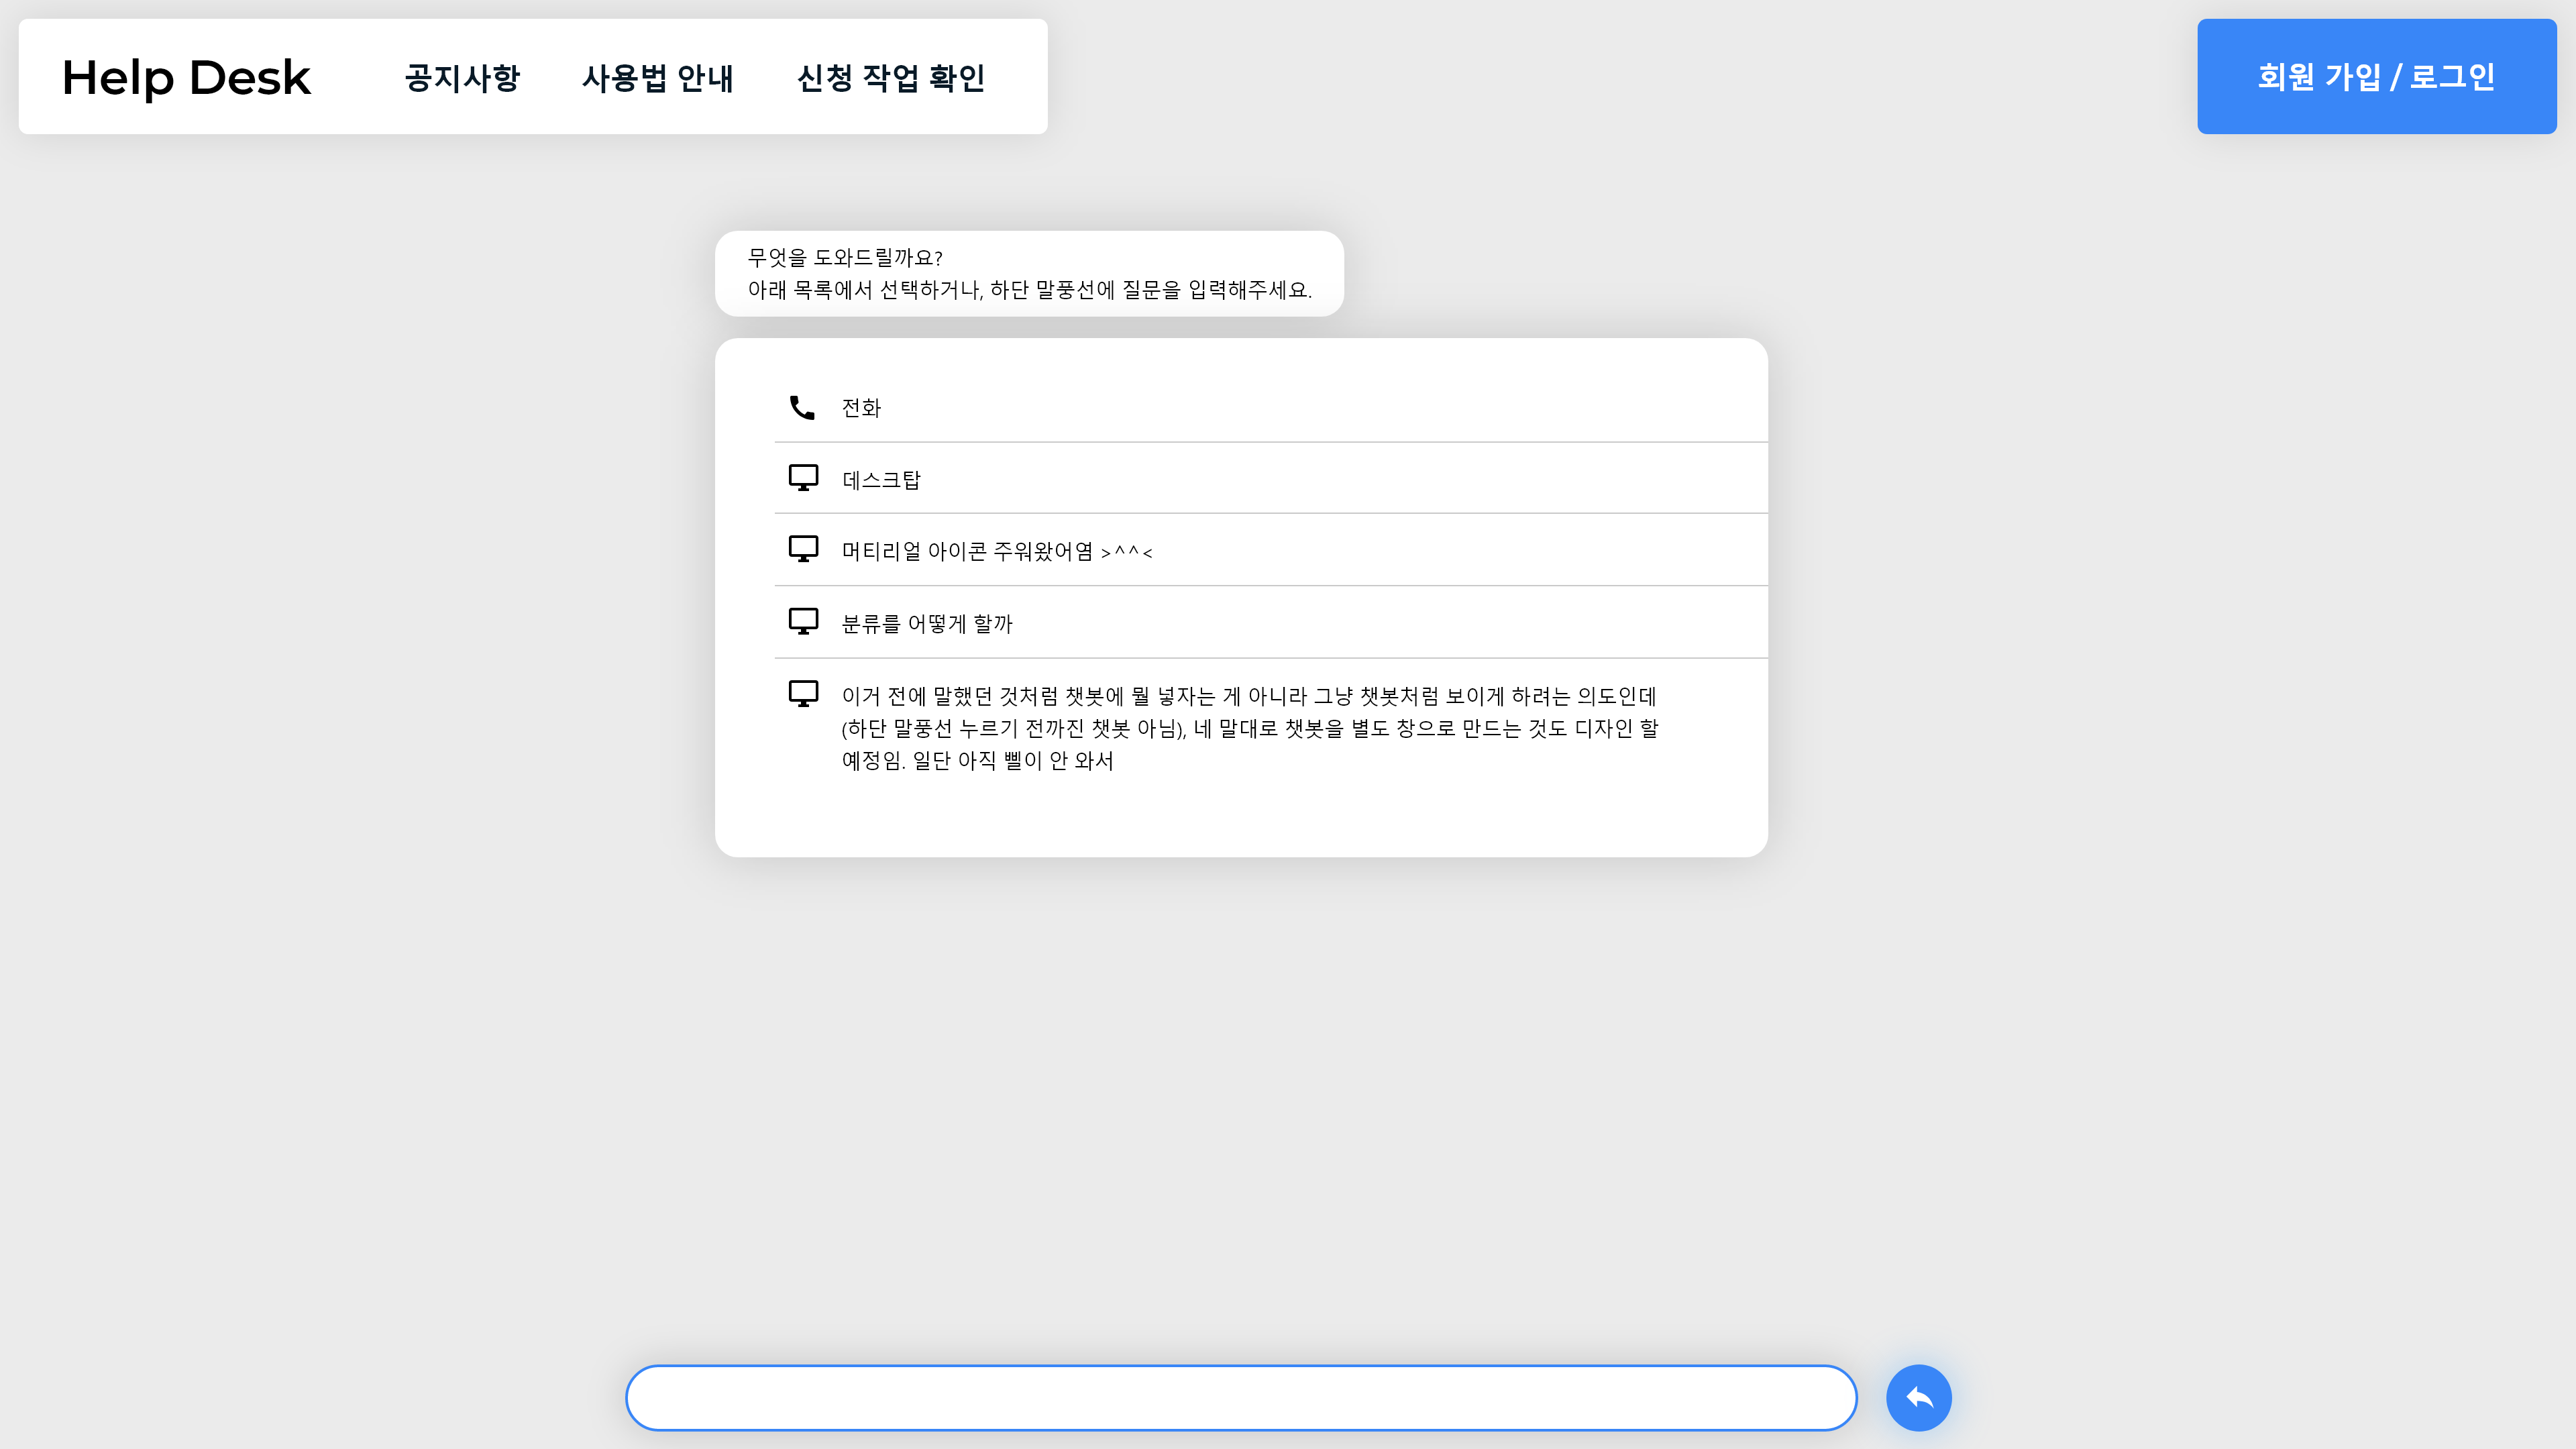 Help Desk 공지사항 사용법 안내 신청 작업 확인 회원 가입 / 로그인
무엇을 도와드릴까요?
아래 목록에서 선택하거나, 하단 말풍선에 질문을 입력해주세요.
전화
데스크탑
머티리얼 아이콘 주워왔어염 >^^<
분류를 어떻게 할까
이거 전에 말했던 것처럼 챗봇에 뭘 넣자는 게 아니라 그냥 챗봇처럼 보이게 하려는 의도인데
(하단 말풍선 누르기 전까진 챗봇 아님), 네 말대로 챗봇을 별도 창으로 만드는 것도 디자인 할
예정임. 일단 아직 삘이 안 와서